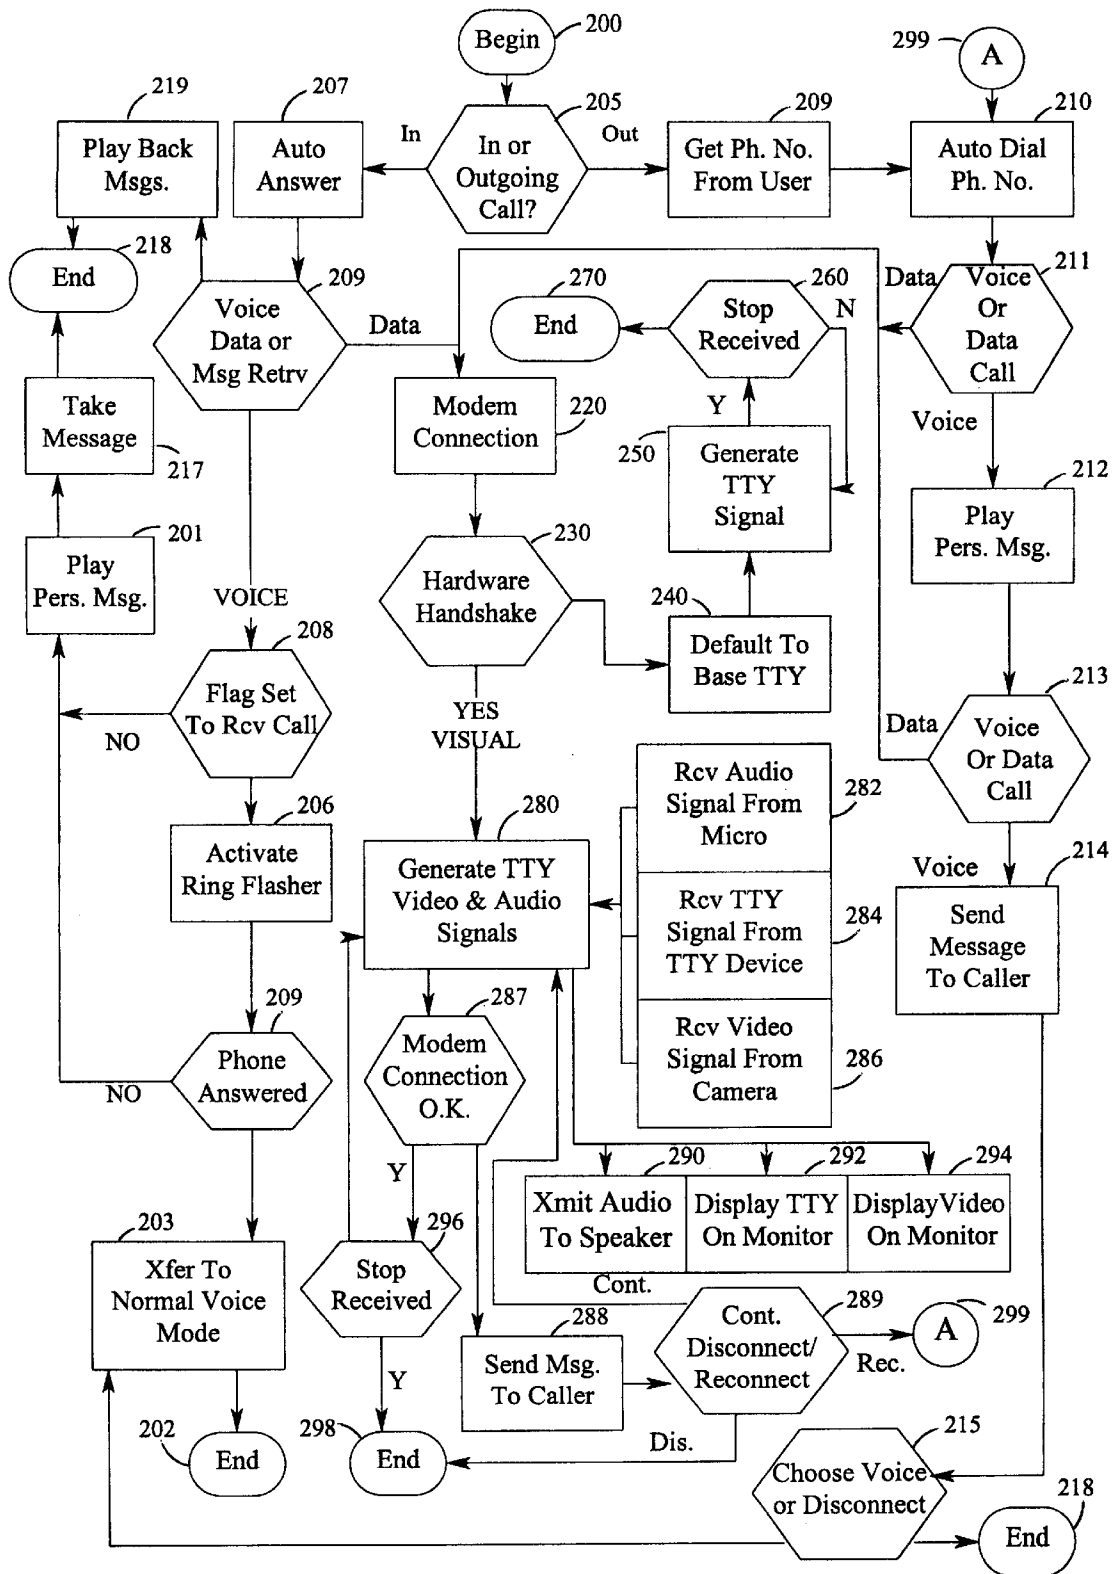 Begin
200
299
A
219
207
205
209
210
In
Out
Play Back
Msgs.
Auto
Answer
In or
Outgoing
Call?
Get Ph. No.
From User
Auto Dial
Ph. No.
218
End
209
Voice
Data or
Msg Retrv
Data
270
End
260
Stop
Received
N
Data
211
Voice
Or
Data
Call
Take
Message
217
Modem
Connection
220
Y
250
Generate
TTY
Signal
Voice
212
Play
Pers. Msg.
201
Play
Pers. Msg.
VOICE
230
Hardware
Handshake
240
Default To
Base TTY
208
Flag Set
To Rcv Call
NO
YES
VISUAL
213
Data
Voice
Or Data
Call
206
Activate
Ring Flasher
280
Generate TTY
Video & Audio
Signals
Rcv Audio
Signal From
Micro
282
Rcv TTY
Signal From
TTY Device
284
Rcv Video
Signal From
Camera
286
Voice
214
Send
Message
To Caller
209
Phone
Answered
NO
287
Modem
Connection
O.K.
Y
290
292
294
Xmit Audio
To Speaker
Display TTY
On Monitor
DisplayVideo
On Monitor
203
Xfer To
Normal Voice
Mode
296
Stop
Received
Y
Cont.
288
Send Msg.
To Caller
289
Cont.
Disconnect/
Reconnect
Rec.
A
299
Dis.
202
End
298
End
215
Choose Voice
or Disconnect
218
End